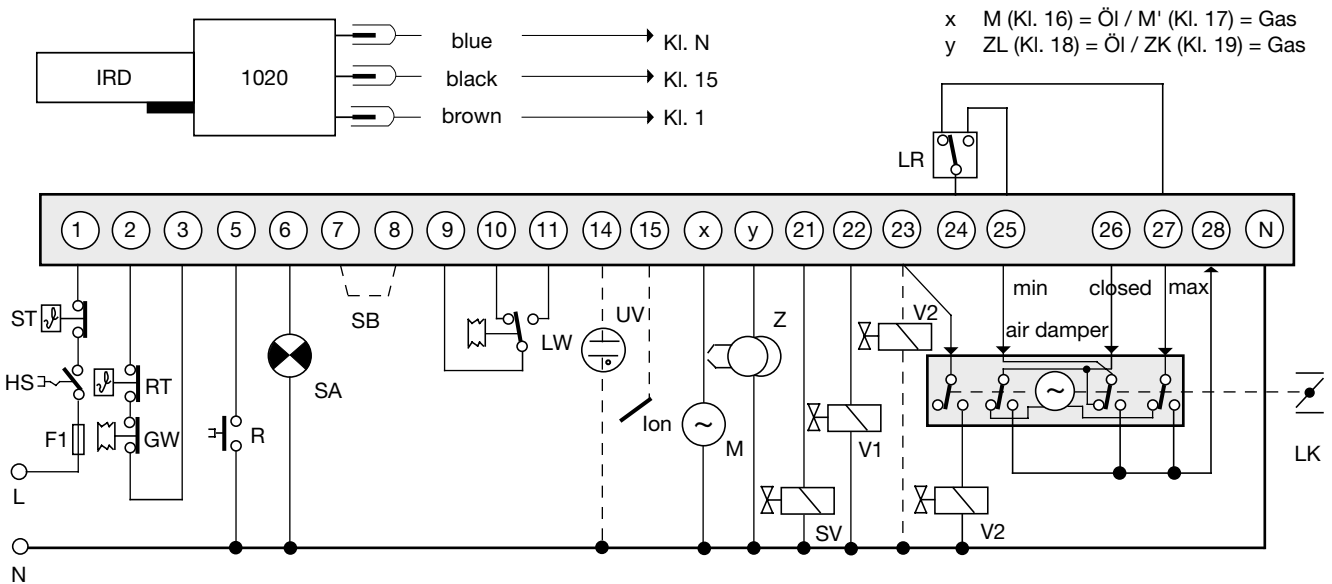 x M (Kl. 16) = Öl / M' (Kl. 17) = Gas
y ZL (Kl. 18) = Öl / ZK (Kl. 19) = Gas
IRD 1020
blue Kl. N
black Kl. 15
brown Kl. 1
LR
1 2 3 5 6 7 8 9 10 11 14 15 x y 21 22 23 24 25 26 27 28 N
min closed max
air damper
ST
HS
F1
L
N
RT
GW
R
SA
SB
LW
UV
Ion
~
M
Z
SV
V1
V2
V2
~
LK